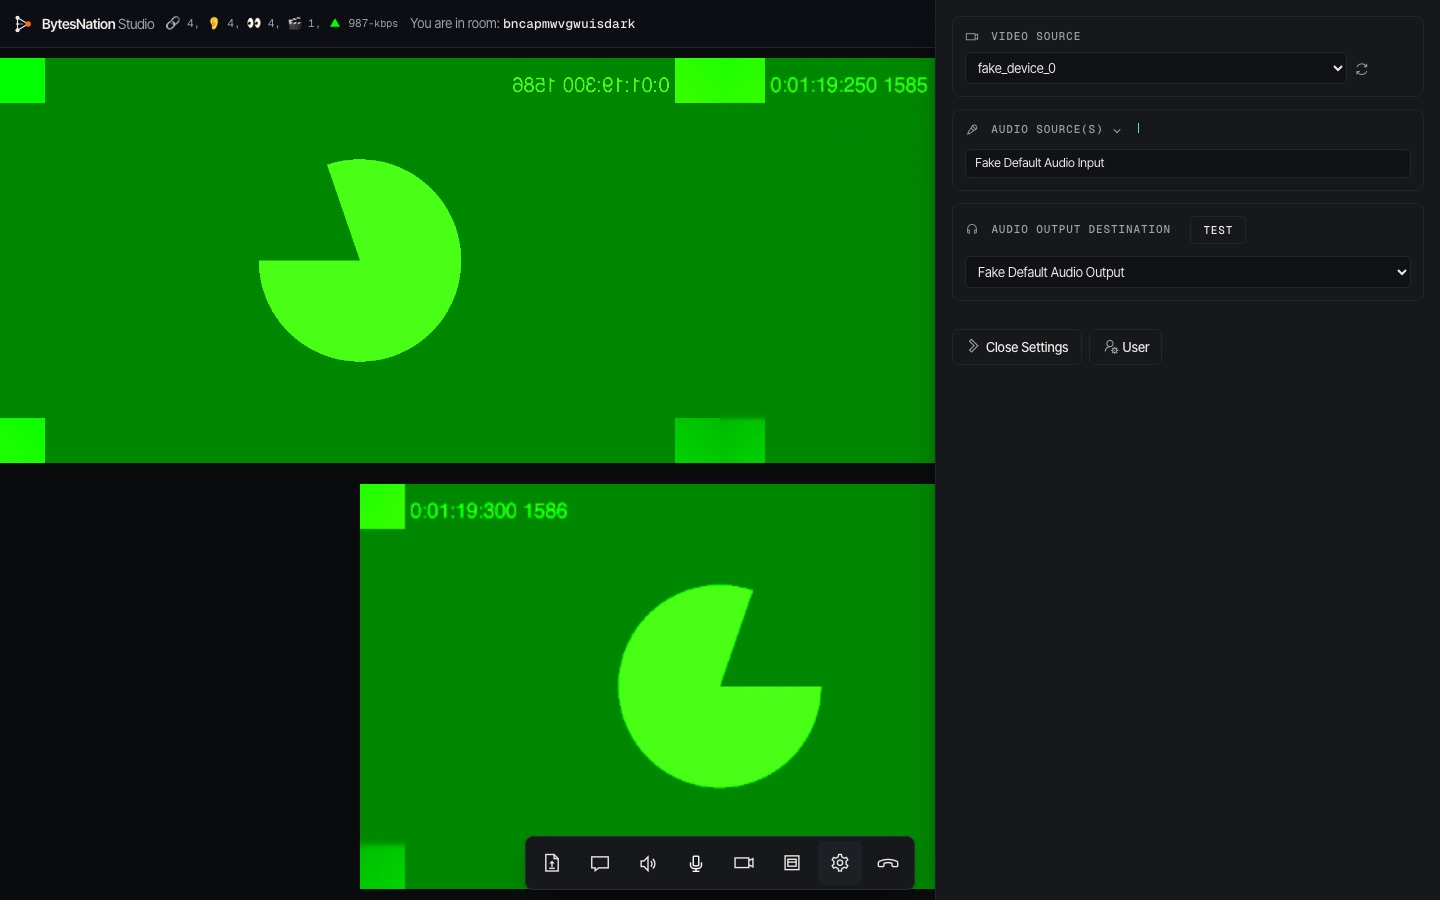 BytesNation Studio 🔗 4, 👂 4, 👀 4, 🎬 1, ▲ 987-kbps You are in room: bncapmwvgwuisdark
0:01:19:300 1586
0:01:19:250 1585
0:01:19:300 1586
VIDEO SOURCE
fake_device_0
AUDIO SOURCE(S)
Fake Default Audio Input
AUDIO OUTPUT DESTINATION TEST
Fake Default Audio Output
Close Settings User